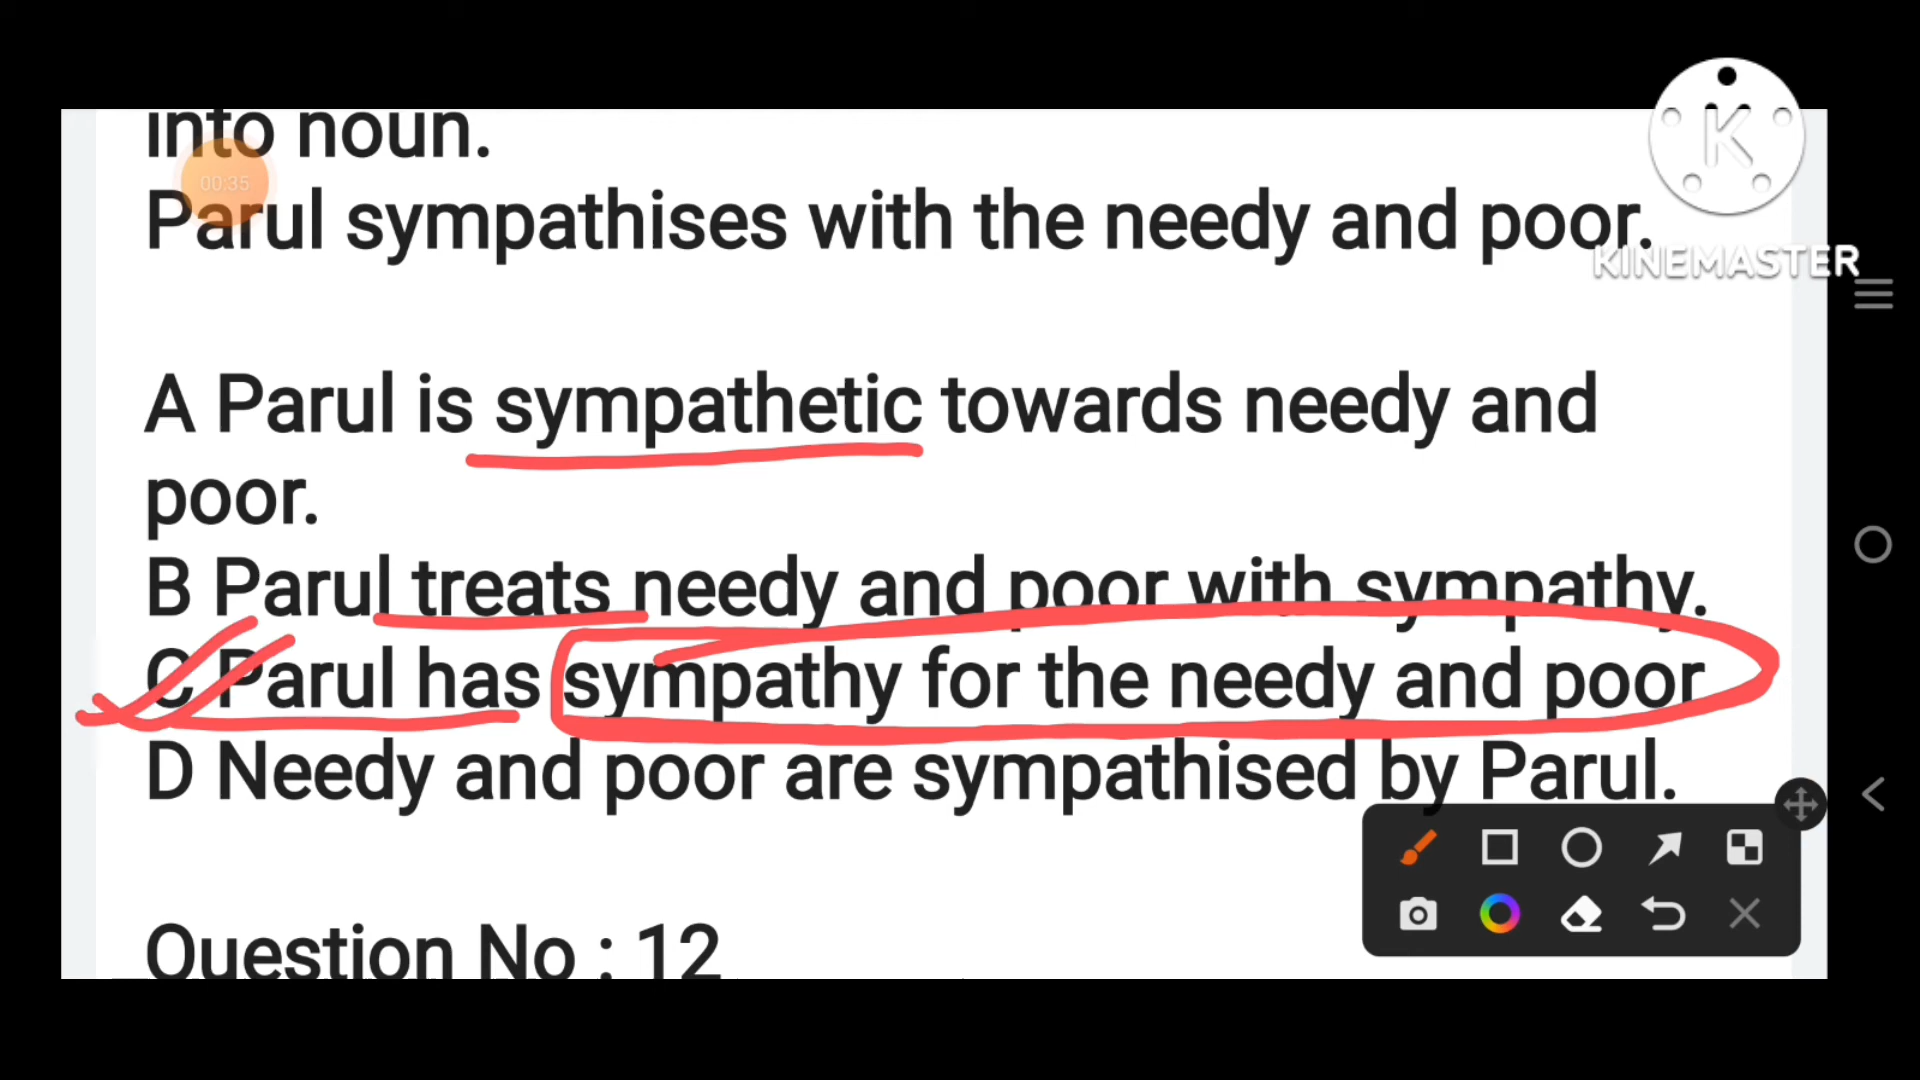 into noun.
00:35
Parul sympathises with the needy and poor.
K
KINEMASTER
A Parul is sympathetic towards needy and
poor.
B Parul treats needy and poor with sympathy.
C Parul has sympathy for the needy and poor
D Needy and poor are sympathised by Parul.
Question No : 12